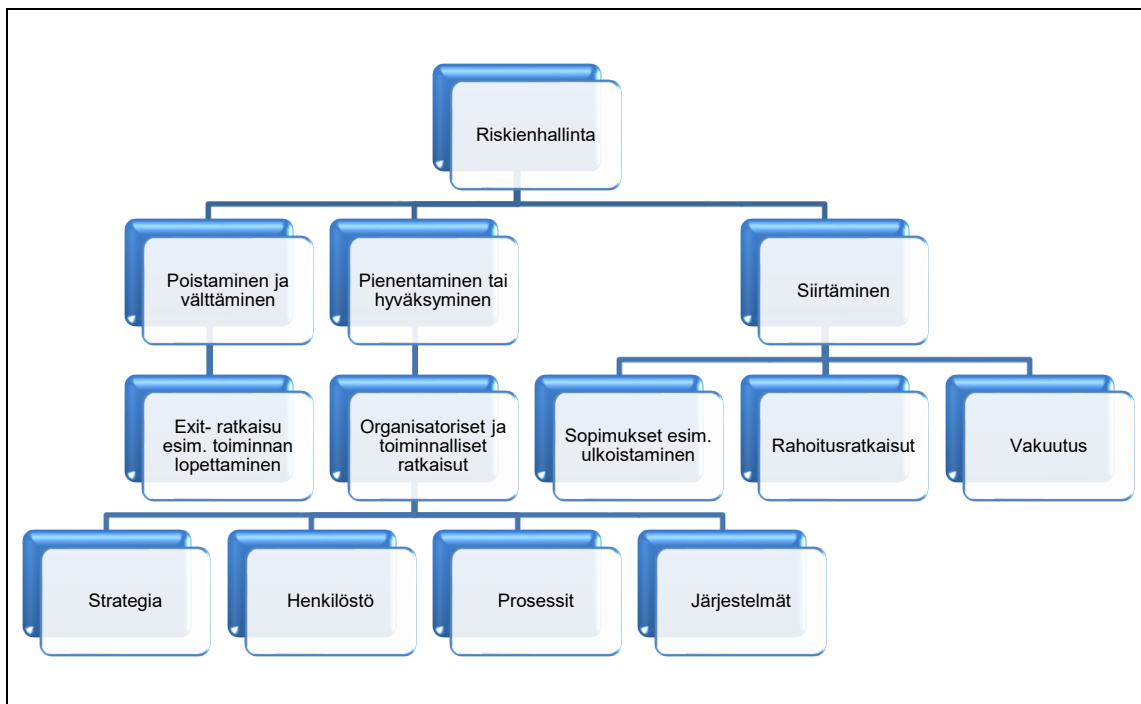 Riskienhallinta
Poistaminen ja
välttäminen
Pienentaminen tai
hyväksyminen
Siirtäminen
Exit- ratkaisu
esim. toiminnan
lopettaminen
Organisatoriset ja
toiminnalliset
ratkaisut
Sopimukset esim.
ulkoistaminen
Rahoitusratkaisut
Vakuutus
Strategia
Henkilöstö
Prosessit
Järjestelmät